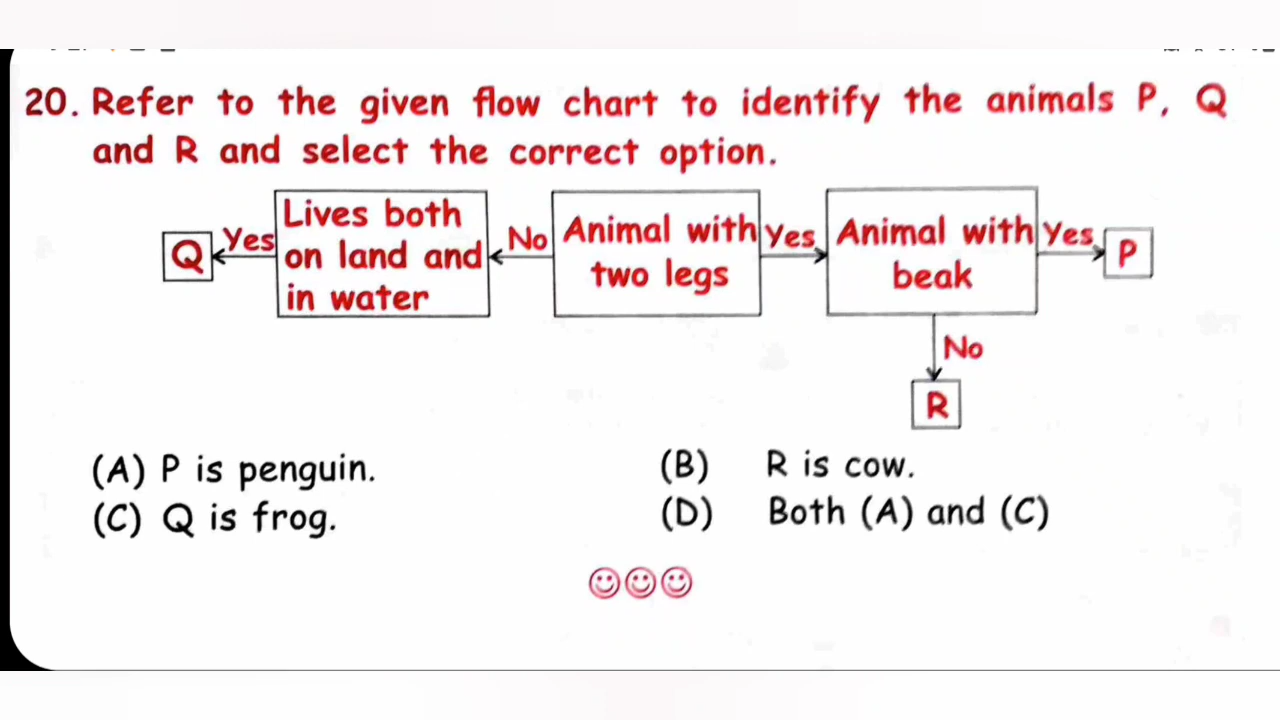 20. Refer to the given flow chart to identify the animals P, Q
and R and select the correct option.
Q
Yes
Lives both
on land and
in water
No
Animal with
two legs
Yes
Animal with
beak
Yes
P
No
R
(A) P is penguin.
(B) R is cow.
(C) Q is frog.
(D) Both (A) and (C)